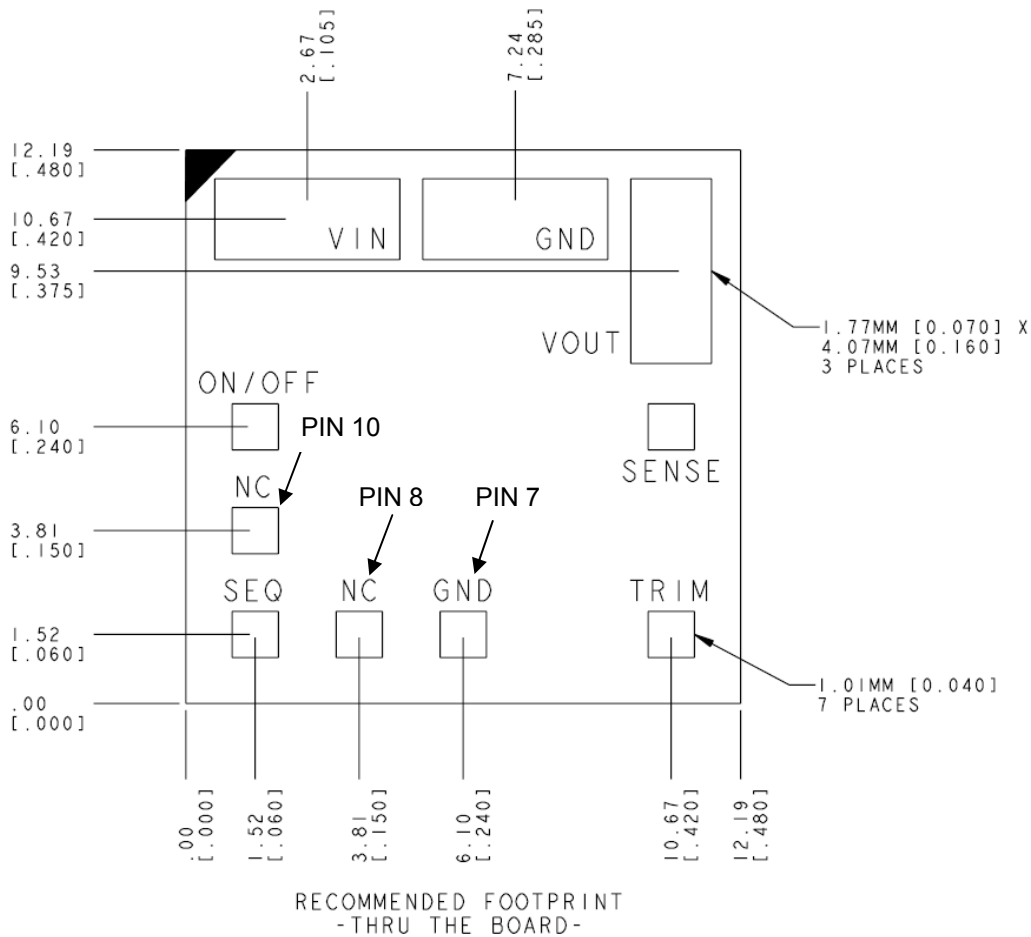 2.67
[.105]
7.24
[.285]
12.19
[.480]
10.67
[.420]
9.53
[.375]
VIN
GND
VOUT
1.77MM [0.070] X
4.07MM [0.160]
3 PLACES
ON/OFF
6.10
[.240]
PIN 10
SENSE
NC
PIN 8
PIN 7
3.81
[.150]
SEQ
NC
GND
TRIM
1.52
[.060]
1.01MM [0.040]
7 PLACES
.00
[.000]
.00
[.000]
1.52
[.060]
3.81
[.150]
6.10
[.240]
10.67
[.420]
12.19
[.480]
RECOMMENDED FOOTPRINT
-THRU THE BOARD-